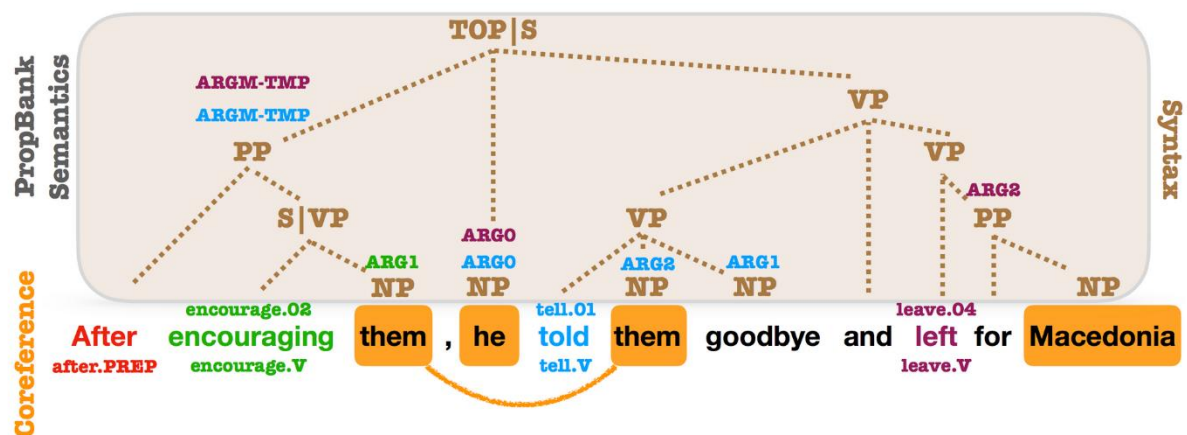 TOP|S
ARGM-TMP
ARGM-TMP
VP
PP
VP
ARG2
S|VP
VP
PP
ARG0
ARG1
ARG0
ARG2
ARG1
NP
NP
NP
NP
NP
encourage.02
tell.01
leave.04
After encouraging them , he told them goodbye and left for Macedonia
after.PREP
encourage.V
tell.V
leave.V
PropBank
Semantics
Syntax
Coreference